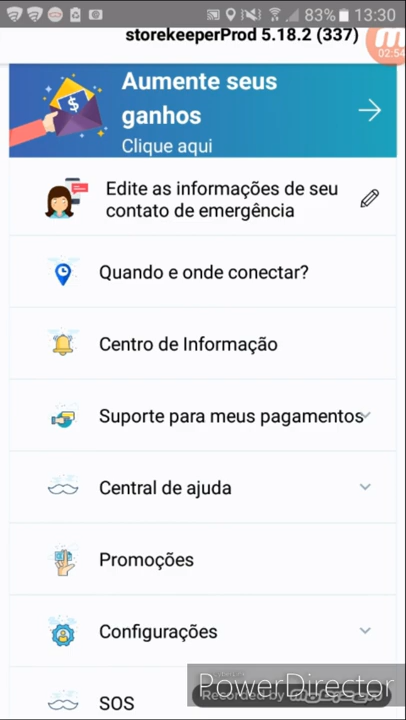 83% 13:30
storekeeperProd 5.18.2 (337)
02:54
Aumente seus
ganhos
Clique aqui
$
Edite as informações de seu
contato de emergência
Quando e onde conectar?
Centro de Informação
Suporte para meus pagamentos
Central de ajuda
Promoções
Configurações
PowerDirector
Recorded by
SOS